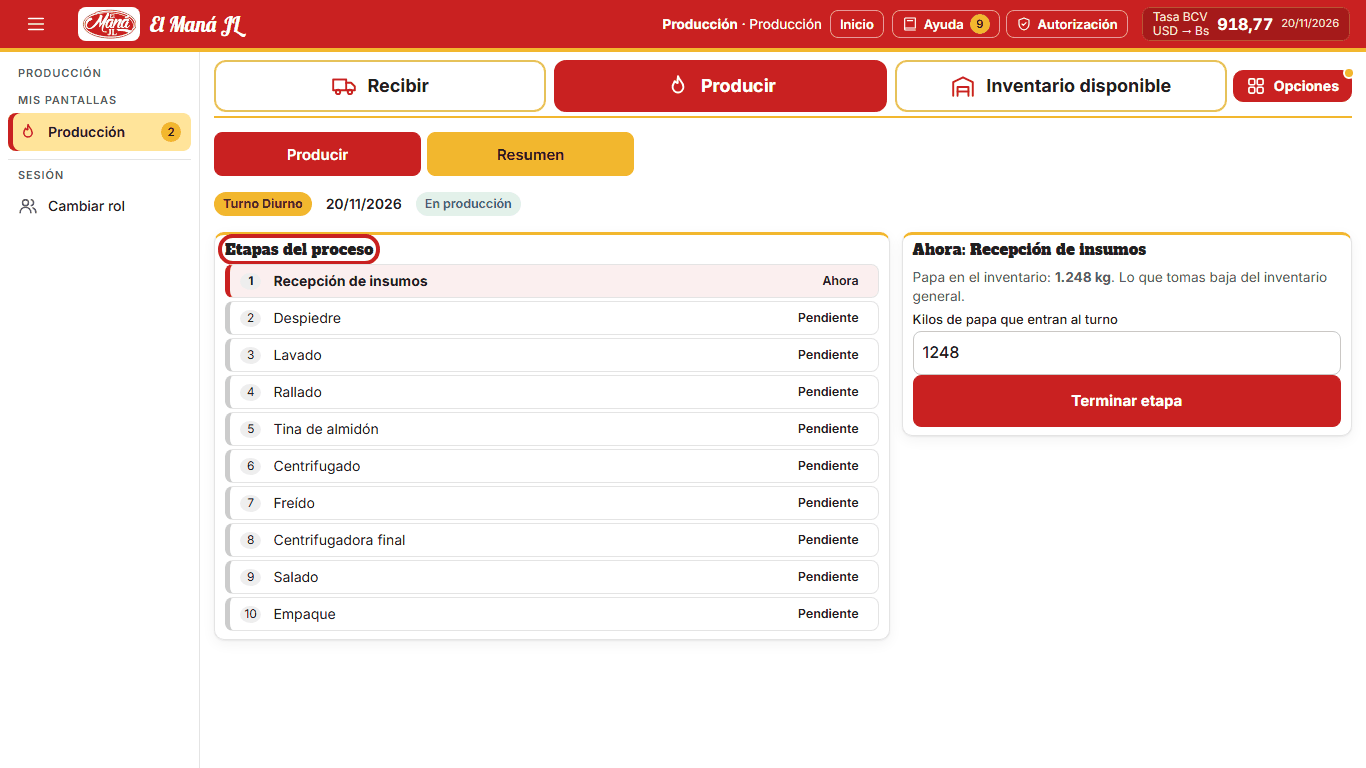 El Maná JL
El Maná JL
Producción · Producción
Inicio
Ayuda 9
Autorización
Tasa BCV
USD → Bs
918,77
20/11/2026
PRODUCCIÓN
MIS PANTALLAS
Producción 2
SESIÓN
Cambiar rol
Recibir
Producir
Inventario disponible
Opciones
Producir
Resumen
Turno Diurno
20/11/2026
En producción
Etapas del proceso
1 Recepción de insumos Ahora
2 Despiedre Pendiente
3 Lavado Pendiente
4 Rallado Pendiente
5 Tina de almidón Pendiente
6 Centrifugado Pendiente
7 Freído Pendiente
8 Centrifugadora final Pendiente
9 Salado Pendiente
10 Empaque Pendiente
Ahora: Recepción de insumos
Papa en el inventario: 1.248 kg. Lo que tomas baja del inventario
general.
Kilos de papa que entran al turno
1248
Terminar etapa